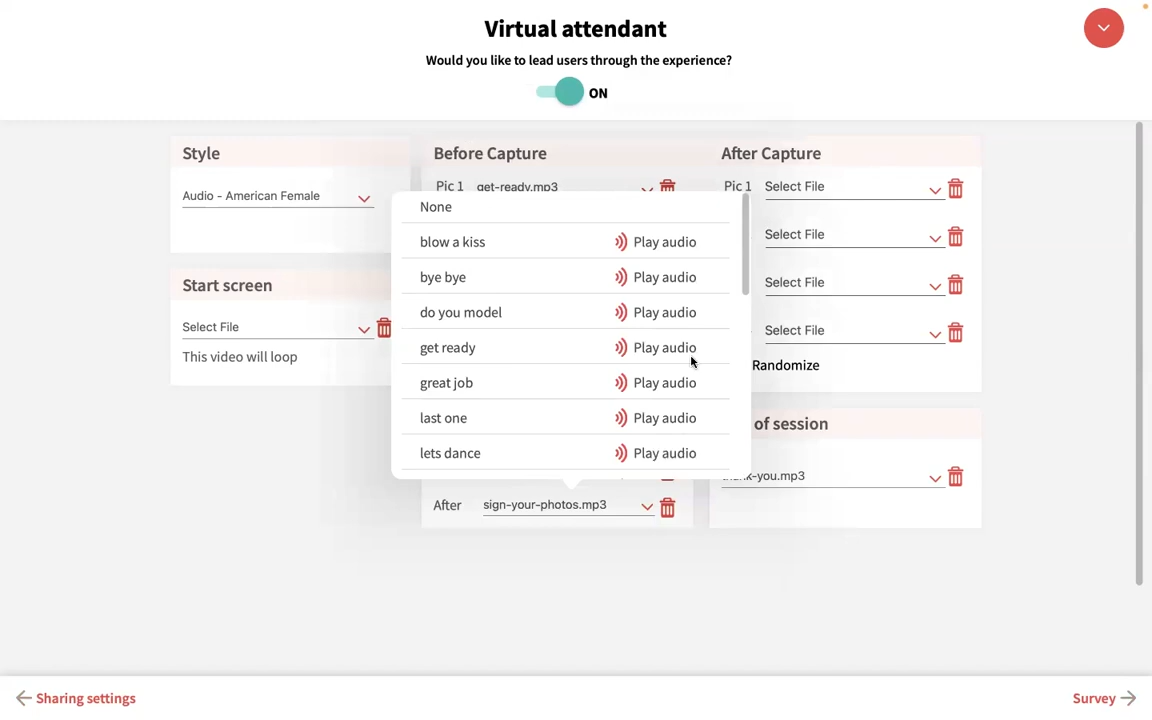 Virtual attendant
Would you like to lead users through the experience?
ON
Style
Audio - American Female
Start screen
Select File
This video will loop
Before Capture
Pic 1 get-ready.mp3
None
blow a kiss Play audio
bye bye Play audio
do you model Play audio
get ready Play audio
great job Play audio
last one Play audio
lets dance Play audio
After sign-your-photos.mp3
After Capture
Pic 1 Select File
Select File
Select File
Select File
Randomize
of session
thank-you.mp3
Sharing settings
Survey